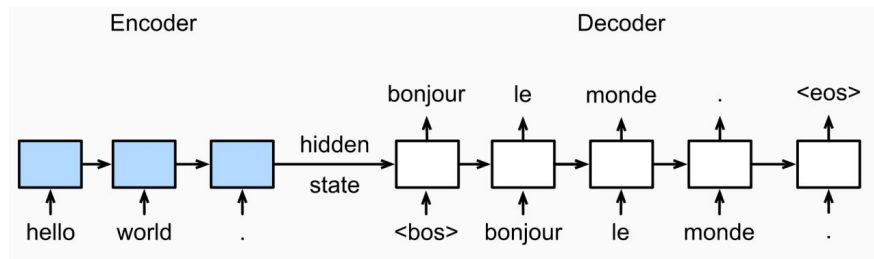 Encoder Decoder
bonjour le monde . <eos>
hidden
state
hello world . <bos> bonjour le monde .